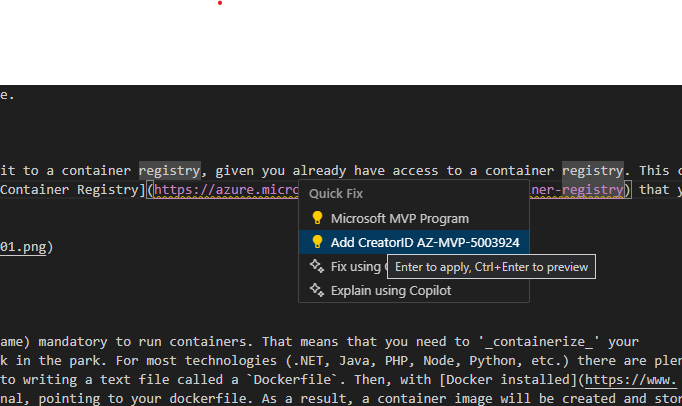 e.
it to a container registry, given you already have access to a container registry. This
Container Registry](https://azure.micro ner-registry) that
Quick Fix
Microsoft MVP Program
01.png)
Add CreatorID AZ-MVP-5003924
Fix using
Enter to apply, Ctrl+Enter to preview
Explain using Copilot
ame) mandatory to run containers. That means that you need to '_containerize_' your
k in the park. For most technologies (.NET, Java, PHP, Node, Python, etc.) there are
to writing a text file called a `Dockerfile`. Then, with [Docker installed](https://www.
nal, pointing to your dockerfile. As a result, a container image will be created and